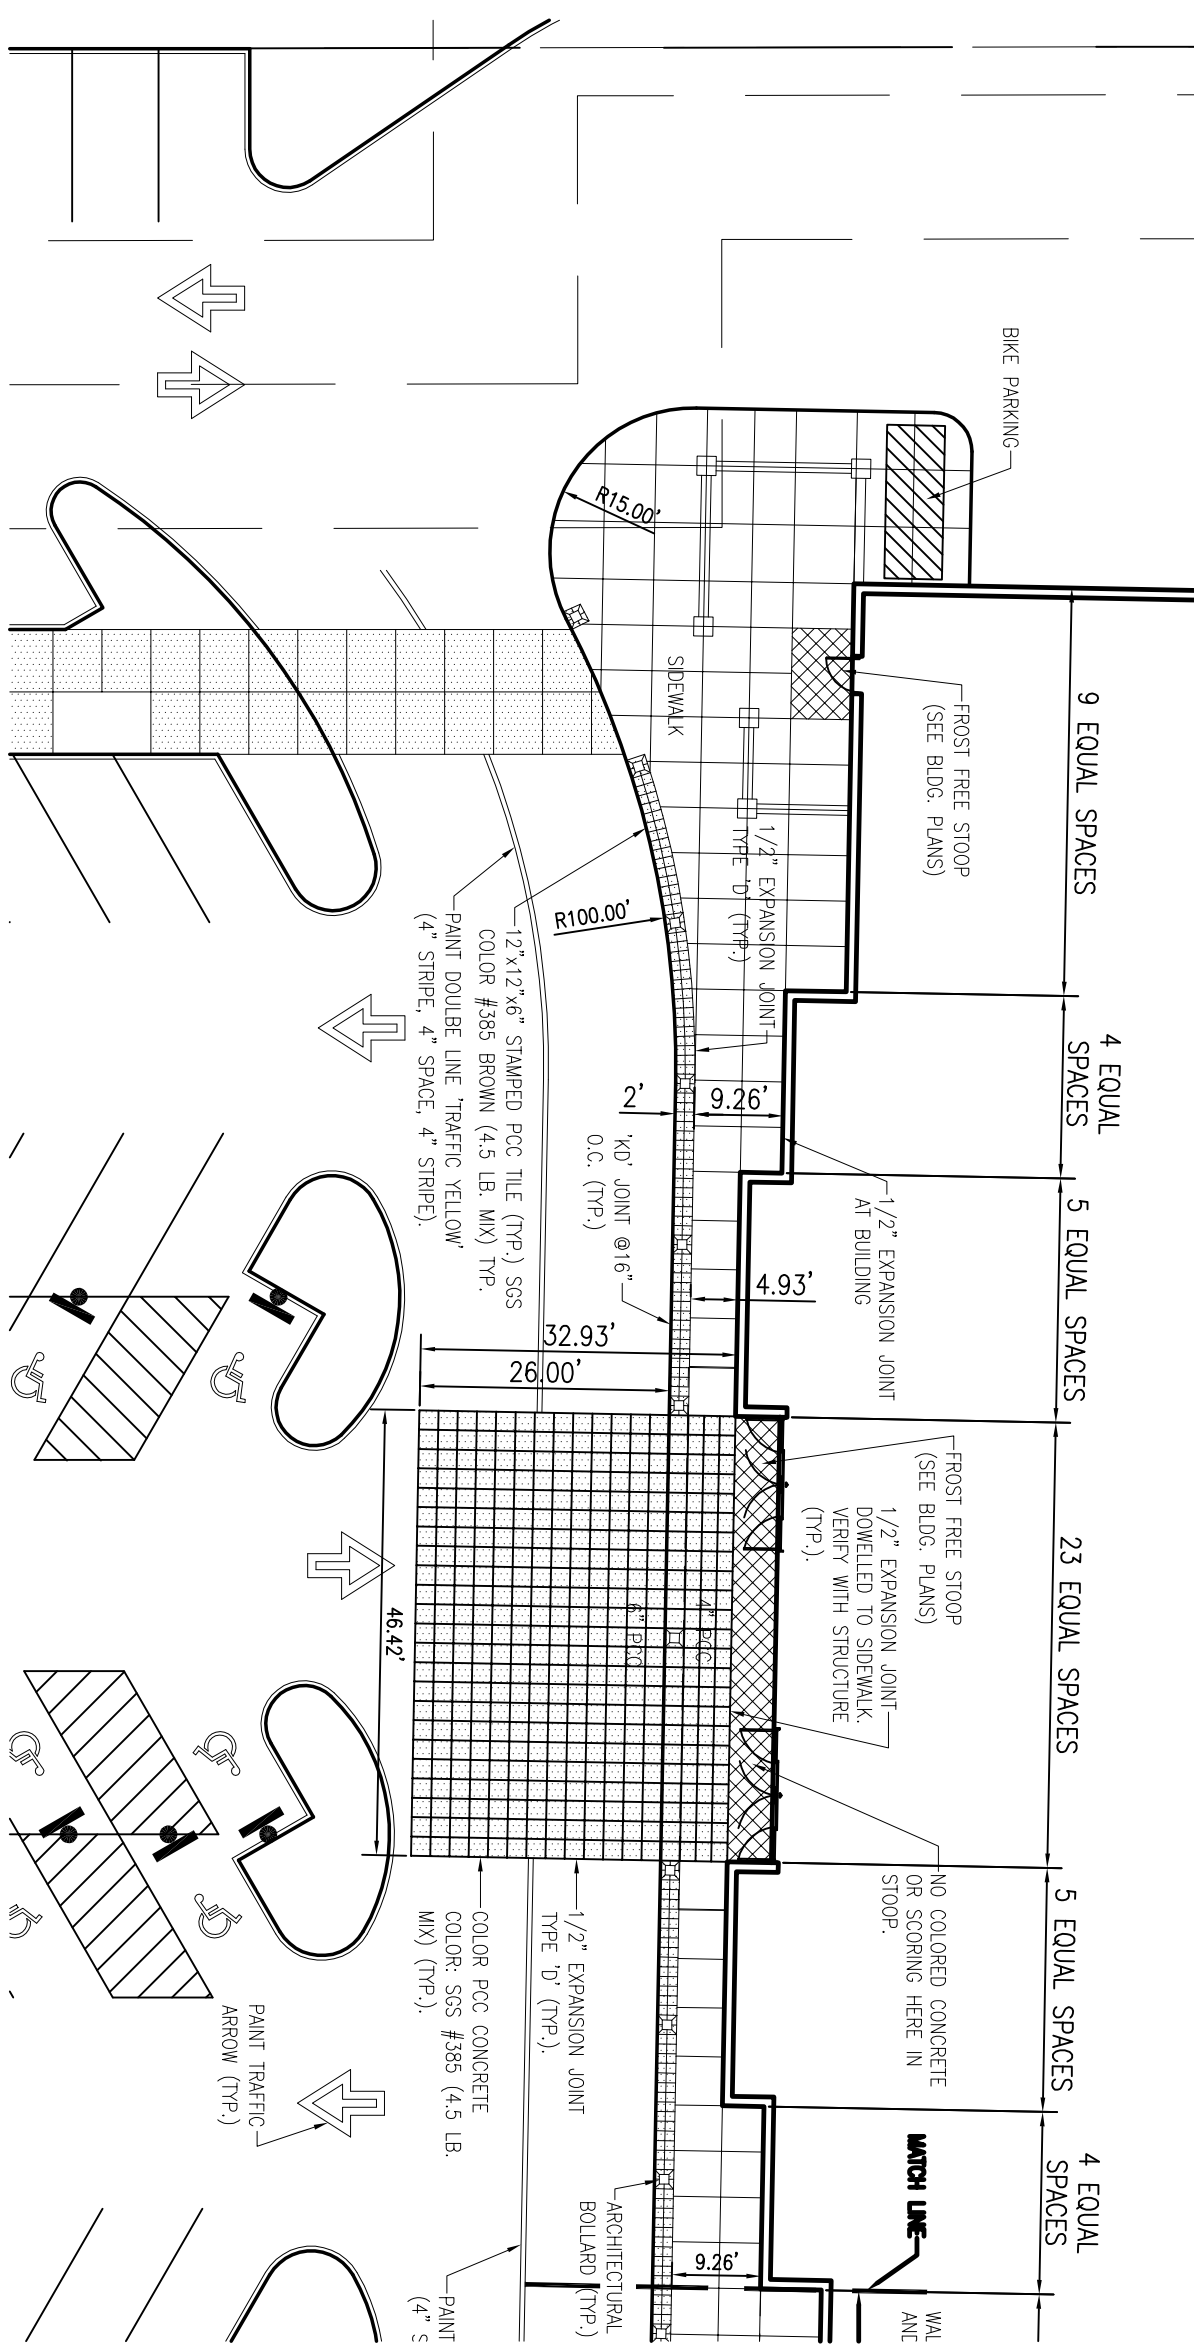 BIKE PARKING
R15.00'
SIDEWALK
FROST FREE STOOP
(SEE BLDG. PLANS)
9 EQUAL SPACES
1/2" EXPANSION JOINT
TYPE 'D' (TYP.)
R100.00'
12"x12"x6" STAMPED PCC TILE (TYP.) SGS
COLOR #385 BROWN (4.5 LB. MIX) TYP.
PAINT DOULBE LINE 'TRAFFIC YELLOW'
(4" STRIPE, 4" SPACE, 4" STRIPE).
4 EQUAL
SPACES
2'
9.26'
'KD' JOINT @16"
O.C. (TYP.)
1/2" EXPANSION JOINT
AT BUILDING
5 EQUAL SPACES
4.93'
32.93'
26.00'
FROST FREE STOOP
(SEE BLDG. PLANS)
1/2" EXPANSION JOINT
DOWELLED TO SIDEWALK.
VERIFY WITH STRUCTURE
(TYP.).
23 EQUAL SPACES
4" PCC
6" PCC
46.42'
NO COLORED CONCRETE
OR SCORING HERE IN
STOOP.
5 EQUAL SPACES
1/2" EXPANSION JOINT
TYPE 'D' (TYP.).
COLOR PCC CONCRETE
COLOR: SGS #385 (4.5 LB.
MIX) (TYP.).
PAINT TRAFFIC
ARROW (TYP.)
4 EQUAL
SPACES
MATCH LINE
ARCHITECTURAL
BOLLARD (TYP.)
9.26'
PAINT
(4" S
WAL
AND